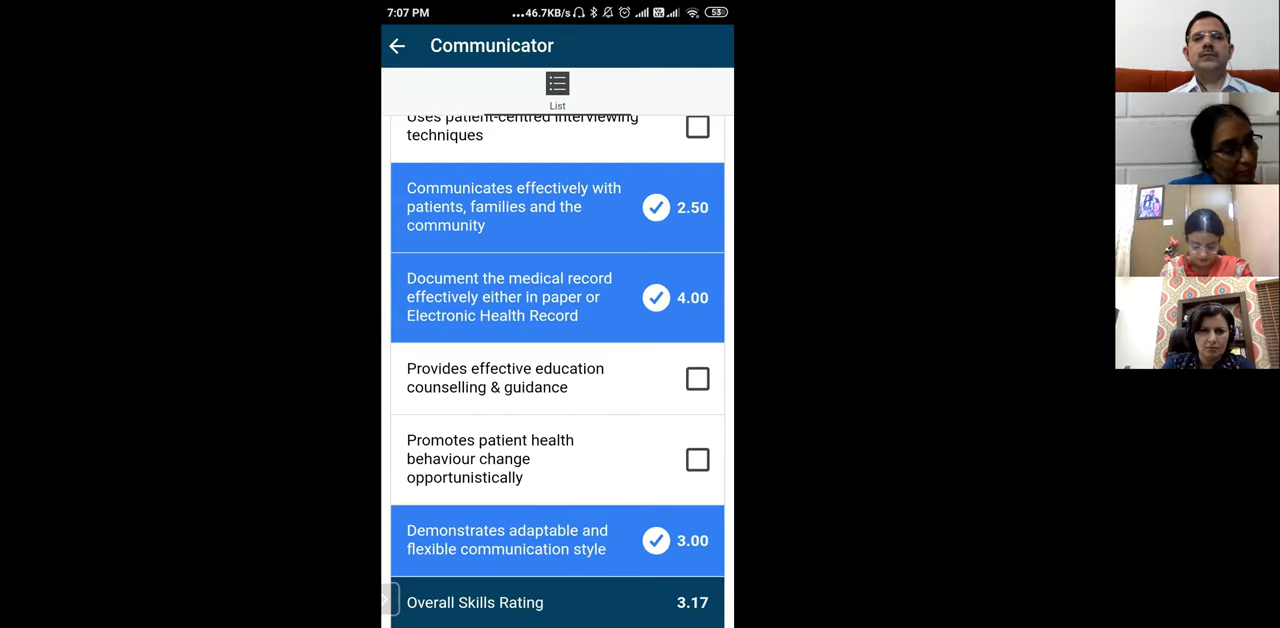 7:07 PM
...46.7KB/s
53
Communicator
List
Uses patient-centred interviewing
techniques
Communicates effectively with
patients, families and the
community
2.50
Document the medical record
effectively either in paper or
Electronic Health Record
4.00
Provides effective education
counselling & guidance
Promotes patient health
behaviour change
opportunistically
Demonstrates adaptable and
flexible communication style
3.00
Overall Skills Rating
3.17